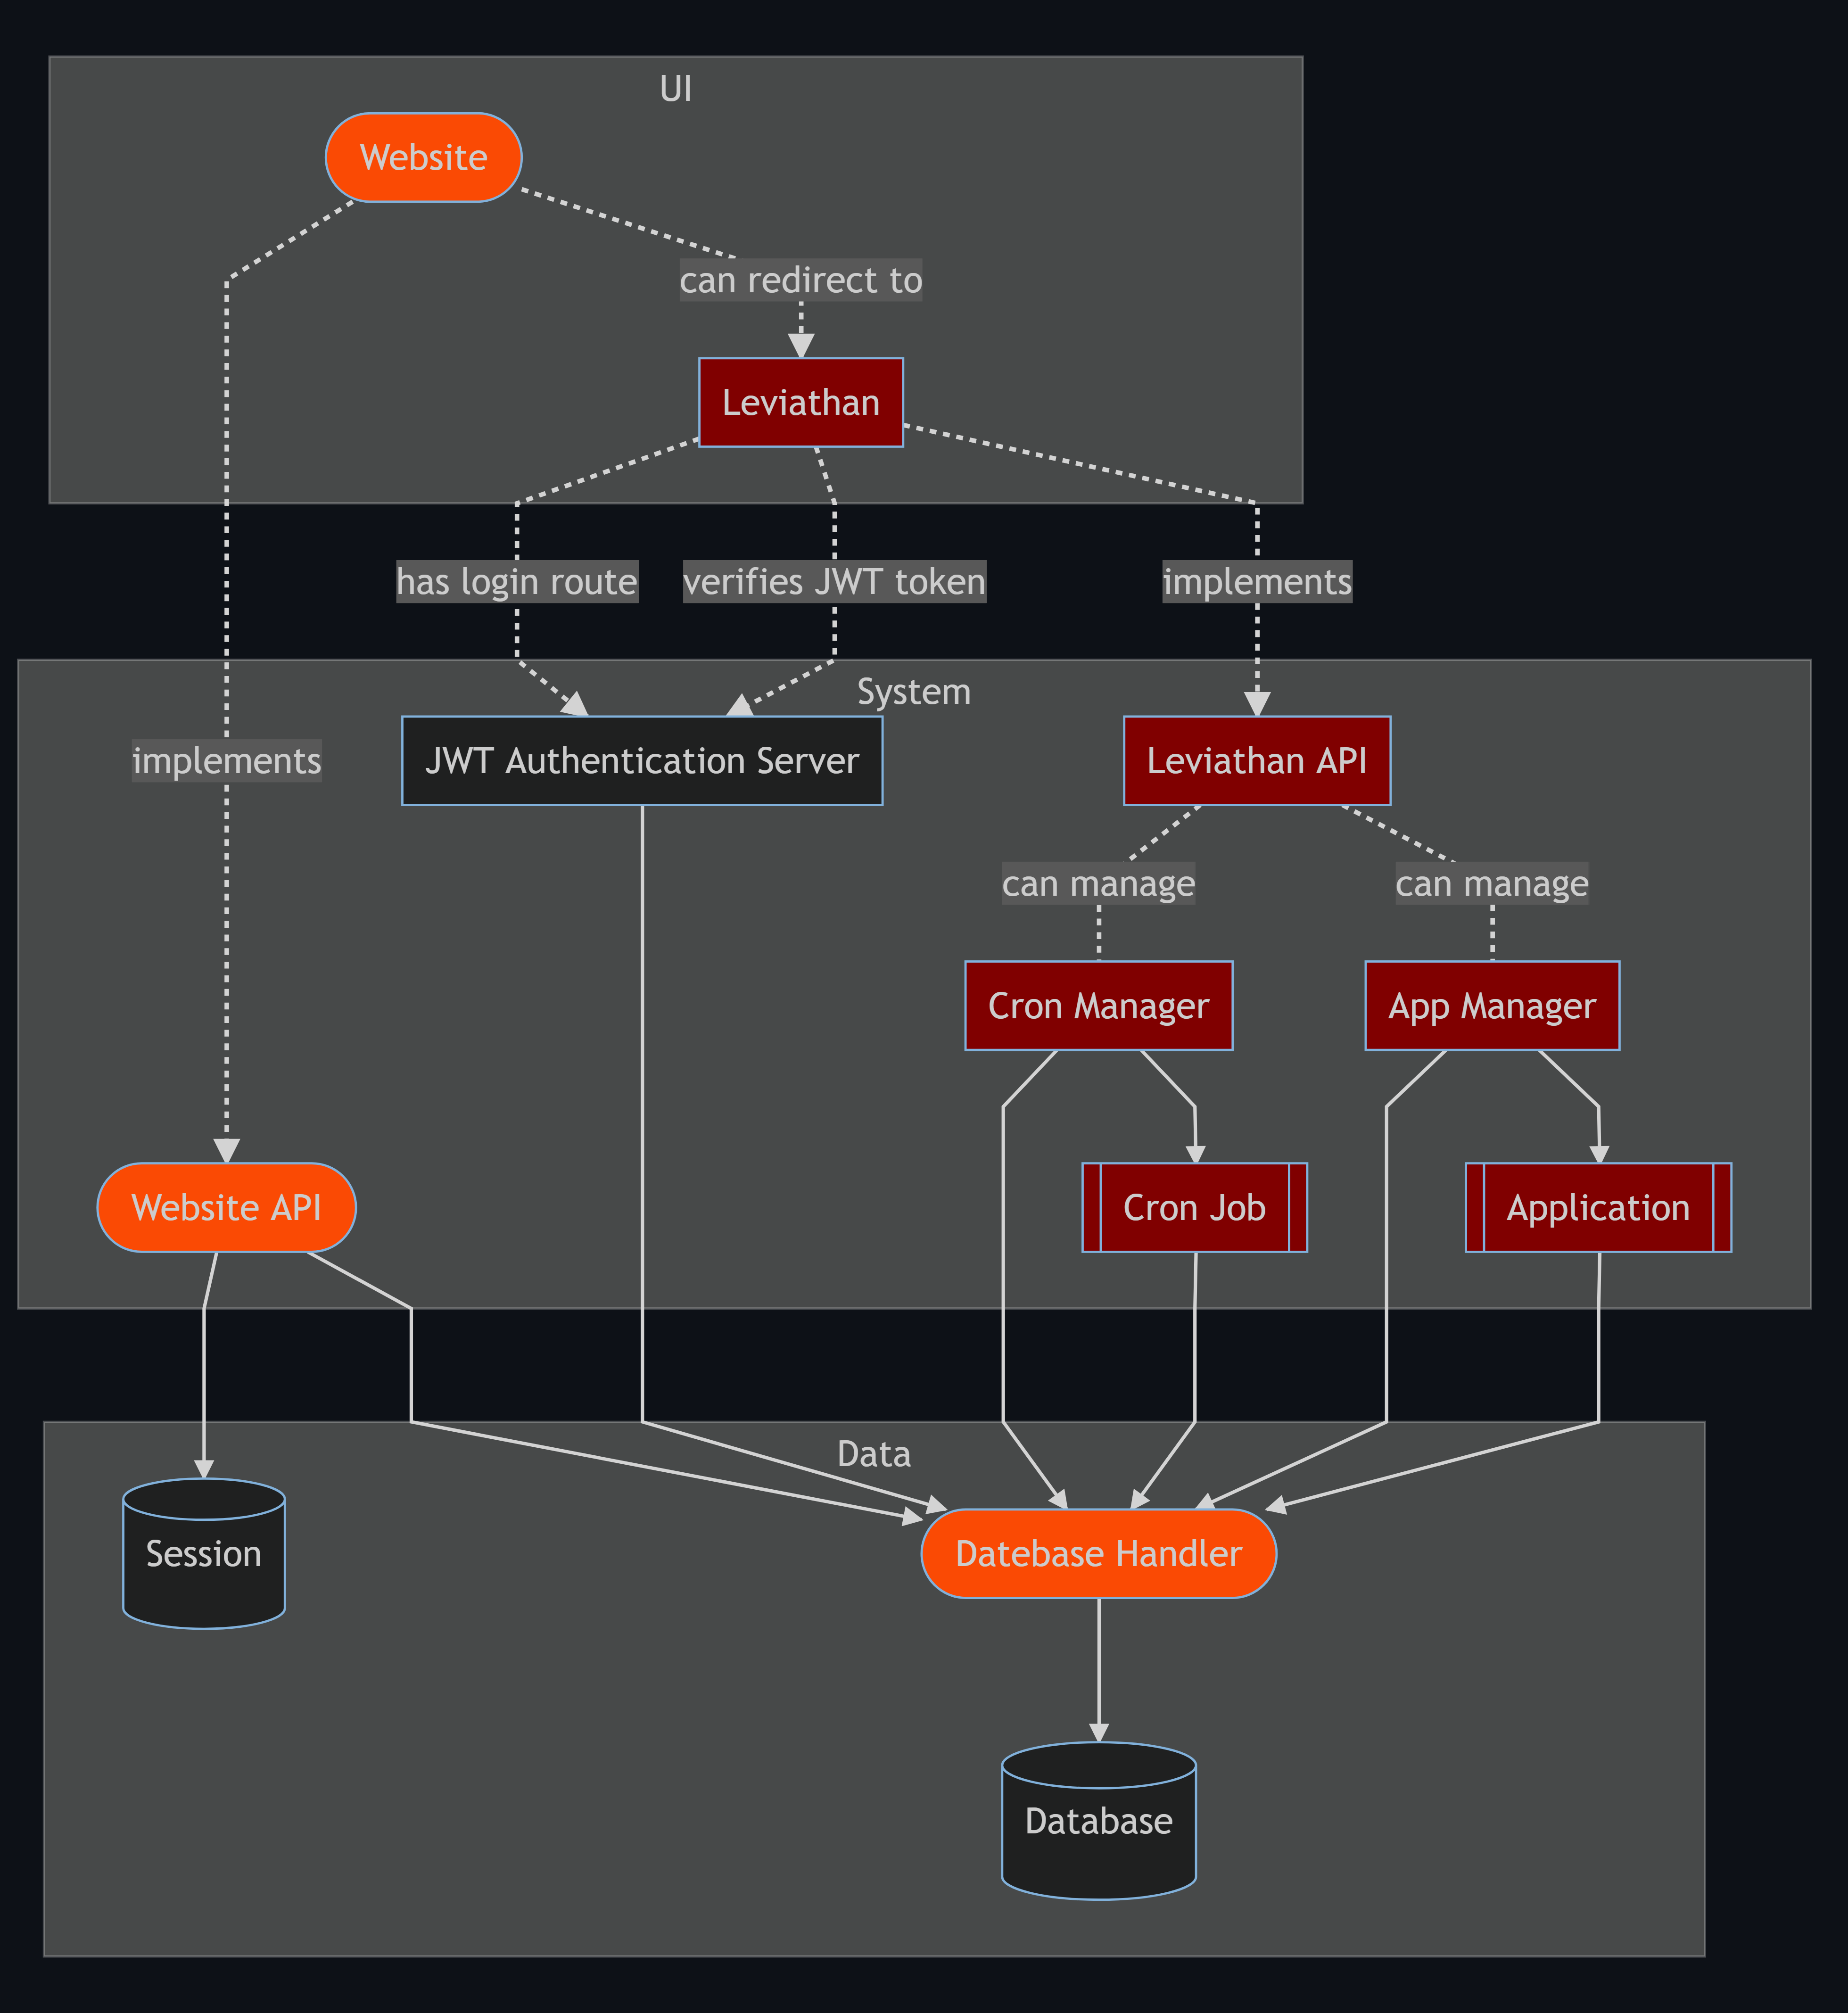 UI
Website
can redirect to
Leviathan
has login route
verifies JWT token
implements
System
implements
JWT Authentication Server
Leviathan API
can manage
can manage
Cron Manager
App Manager
Website API
Cron Job
Application
Data
Session
Datebase Handler
Database